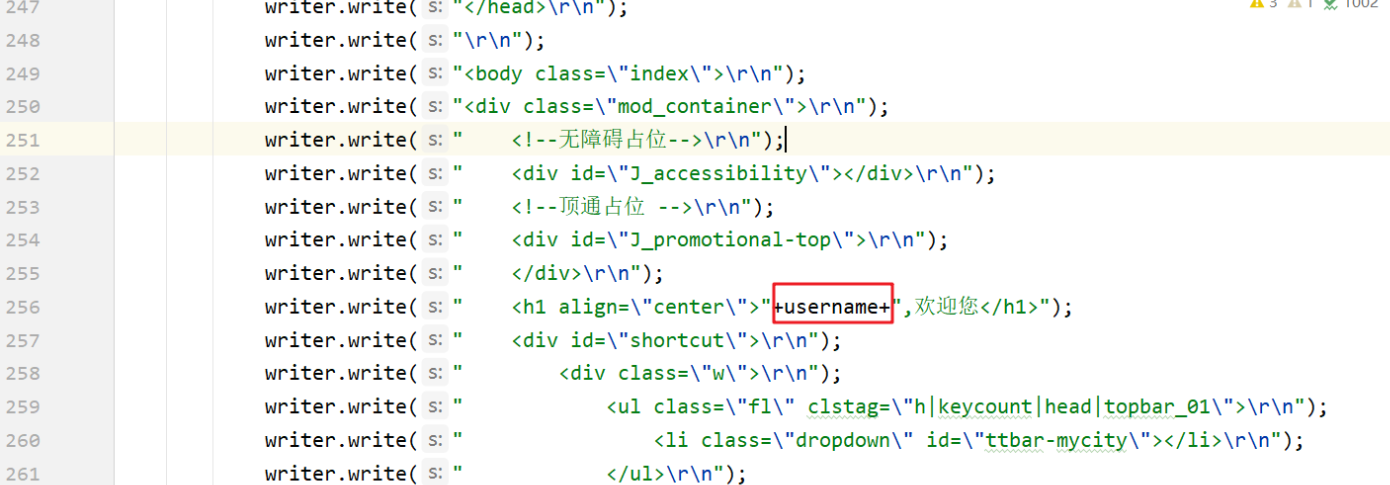 247 writer.write( s: "</head>\r\n");
3 1 1002
248 writer.write( s: "\r\n");
249 writer.write( s: "<body class=\"index\">\r\n");
250 writer.write( s: "<div class=\"mod_container\">\r\n");
251 writer.write( s: "    <!--无障碍占位-->\r\n");
252 writer.write( s: "    <div id=\"J_accessibility\"></div>\r\n");
253 writer.write( s: "    <!--顶通占位 -->\r\n");
254 writer.write( s: "    <div id=\"J_promotional-top\">\r\n");
255 writer.write( s: "    </div>\r\n");
256 writer.write( s: "    <h1 align=\"center\">"+username+",欢迎您</h1>");
257 writer.write( s: "    <div id=\"shortcut\">\r\n");
258 writer.write( s: "        <div class=\"w\">\r\n");
259 writer.write( s: "            <ul class=\"fl\" clstag=\"h|keycount|head|topbar_01\">\r\n");
260 writer.write( s: "                <li class=\"dropdown\" id=\"ttbar-mycity\"></li>\r\n");
261 writer.write( s: "            </ul>\r\n");